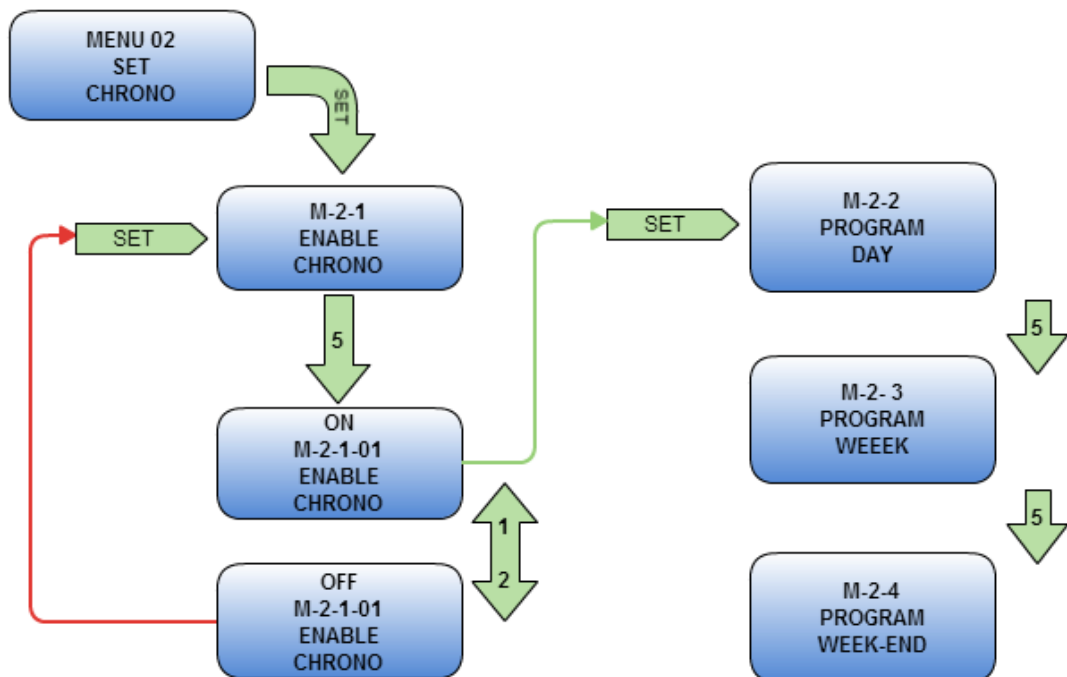 MENU 02
SET
CHRONO
SET
M-2-1
ENABLE
CHRONO
SET
5
ON
M-2-1-01
ENABLE
CHRONO
1
2
OFF
M-2-1-01
ENABLE
CHRONO
SET
M-2-2
PROGRAM
DAY
5
M-2- 3
PROGRAM
WEEEK
5
M-2-4
PROGRAM
WEEK-END